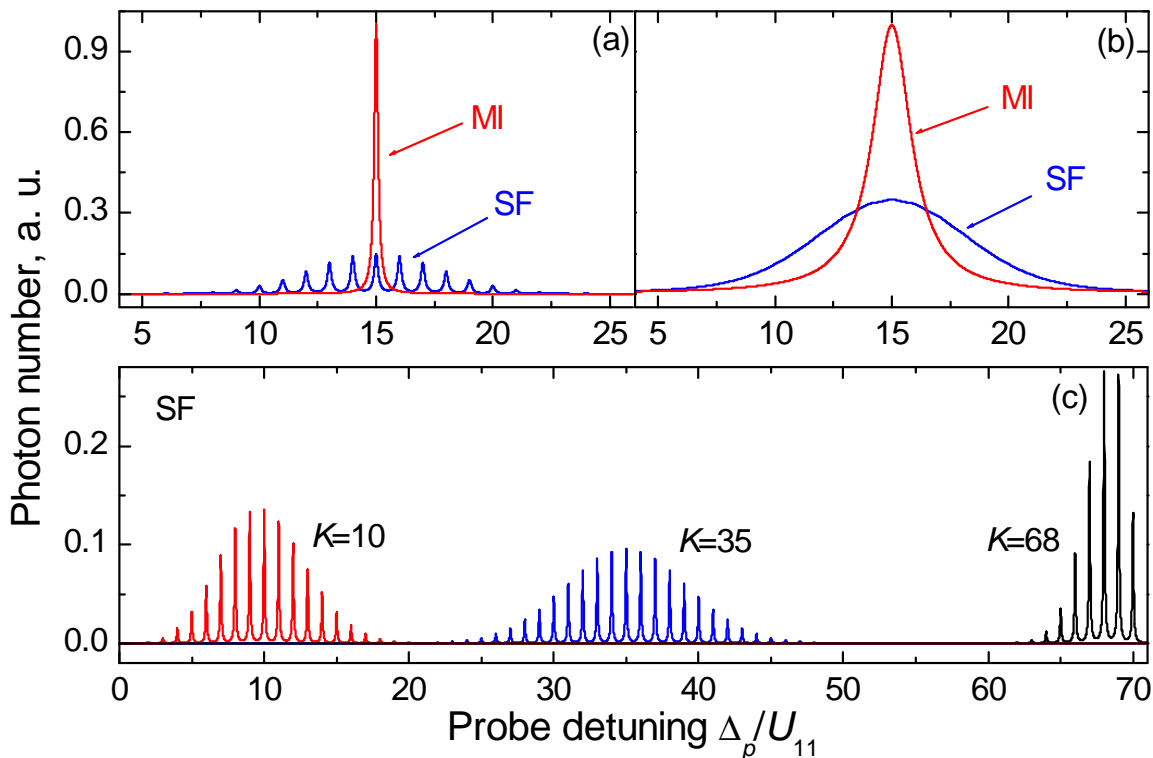 Photon number, a. u.
0.9
0.6
0.3
0.0
(a)
MI
SF
5 10 15 20 25
(b)
MI
SF
5 10 15 20 25
SF
(c)
0.2
0.1
0.0
K=10
K=35
K=68
0 10 20 30 40 50 60 70
Probe detuning Δp/U11